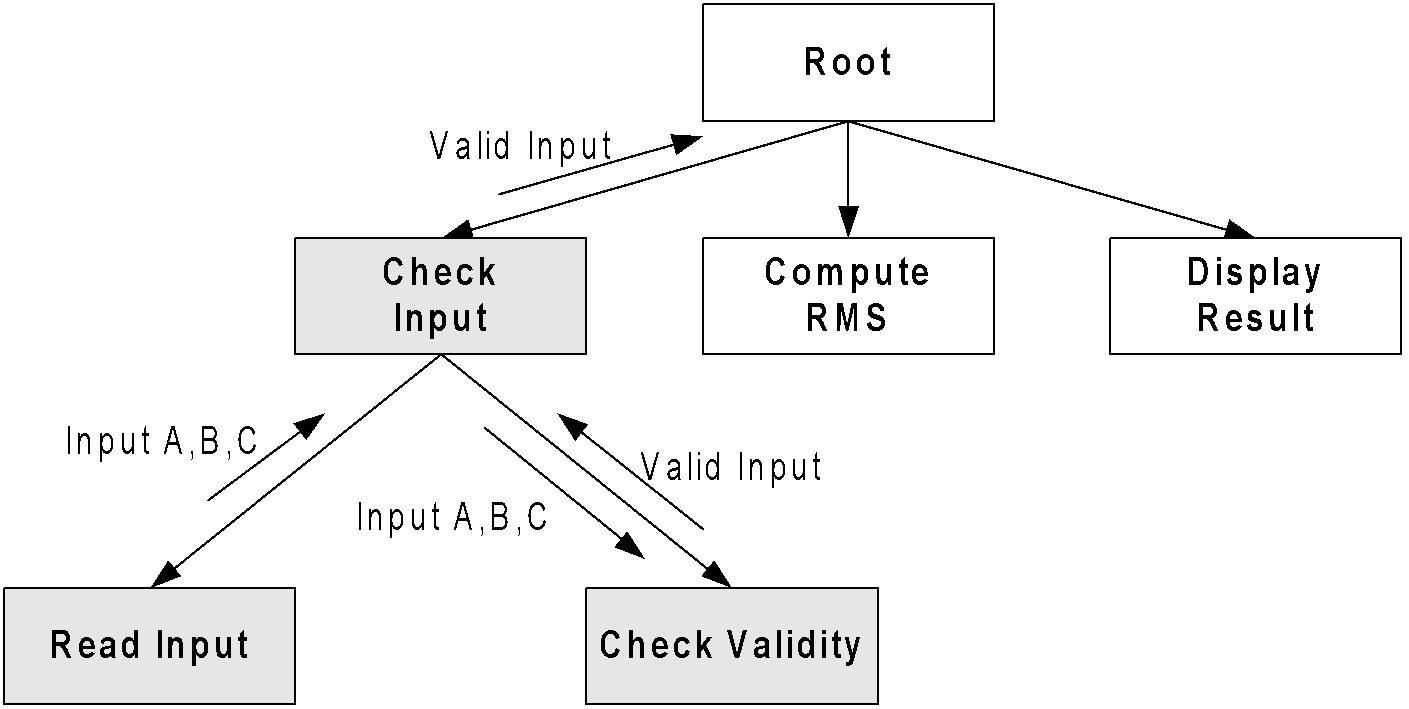 Root
Valid Input
Check
Input
Compute
RMS
Display
Result
Input A,B,C
Valid Input
Input A,B,C
Read Input
Check Validity